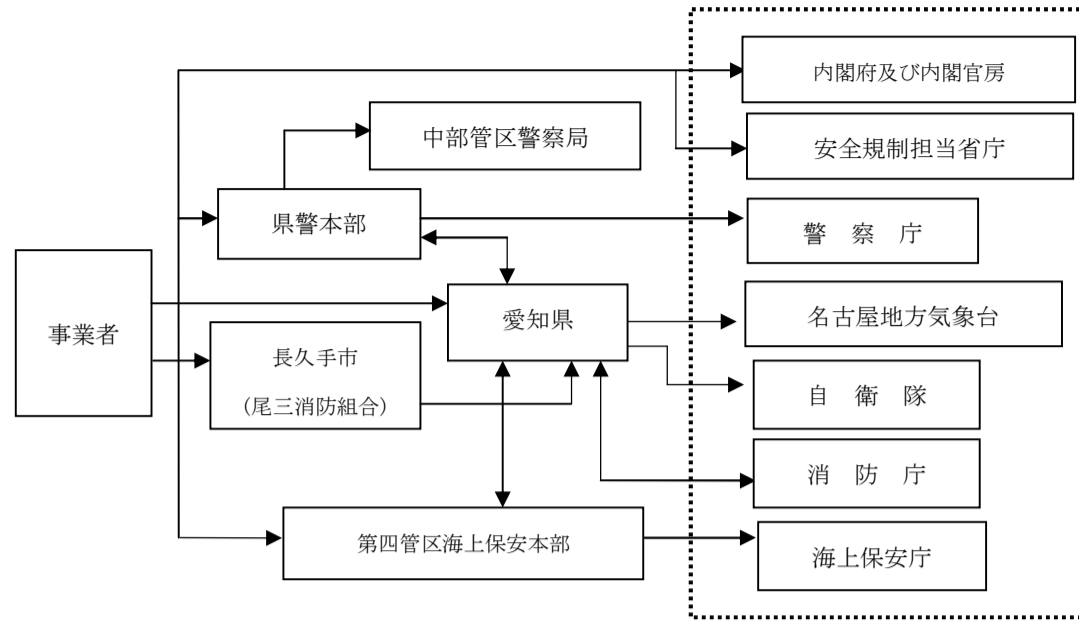 内閣府及び内閣官房
中部管区警察局
安全規制担当省庁
県警本部
警 察 庁
事業者
愛知県
名古屋地方気象台
長久手市
(尾三消防組合)
自 衛 隊
消 防 庁
第四管区海上保安本部
海上保安庁